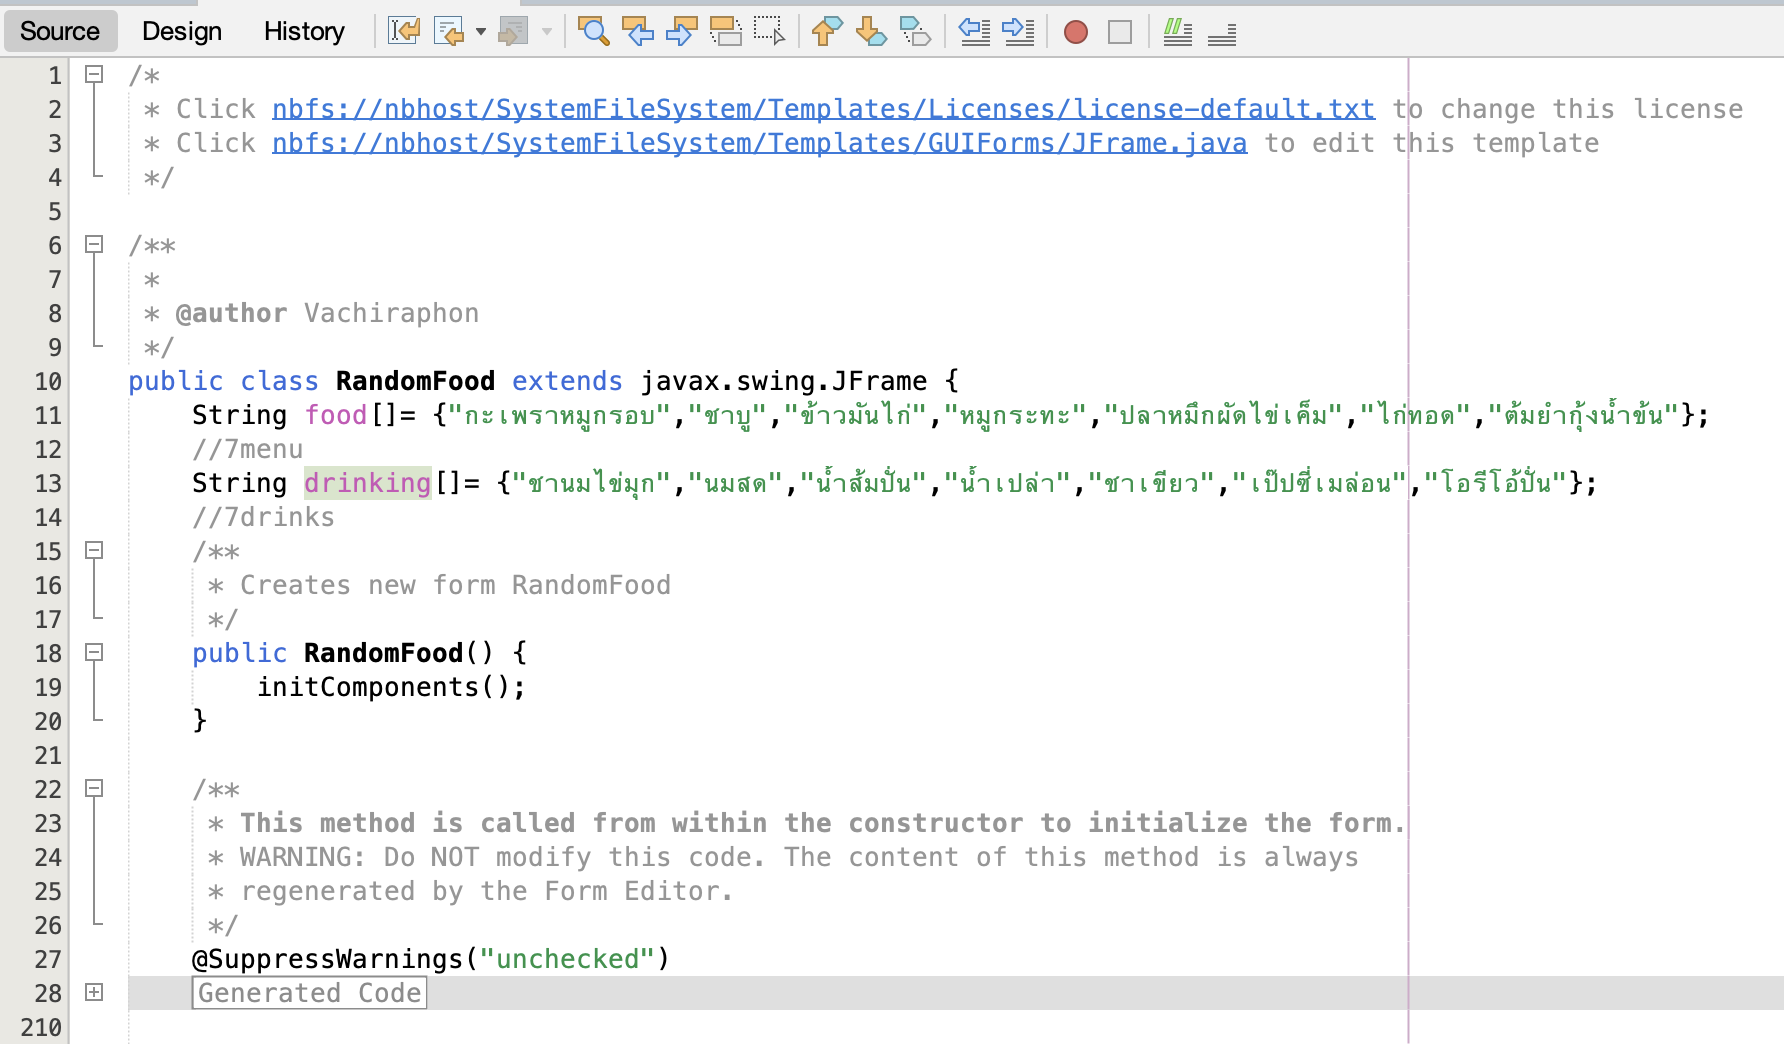 Source Design History
1 /*
2 * Click nbfs://nbhost/SystemFileSystem/Templates/Licenses/license-default.txt to change this license
3 * Click nbfs://nbhost/SystemFileSystem/Templates/GUIForms/JFrame.java to edit this template
4 */
5
6 /**
7 *
8 * @author Vachiraphon
9 */
10 public class RandomFood extends javax.swing.JFrame {
11 String food[]= {"กะเพราหมูกรอบ","ชาบู","ข้าวมันไก่","หมูกระทะ","ปลาหมึกผัดไข่เค็ม","ไก่ทอด","ต้มยำกุ้งน้ำข้น"};
12 //7menu
13 String drinking[]= {"ชานมไข่มุก","นมสด","น้ำส้มปั่น","น้ำเปล่า","ชาเขียว","เป๊ปซี่เมล่อน","โอรีโอ้ปั่น"};
14 //7drinks
15 /**
16 * Creates new form RandomFood
17 */
18 public RandomFood() {
19 initComponents();
20 }
21
22 /**
23 * This method is called from within the constructor to initialize the form.
24 * WARNING: Do NOT modify this code. The content of this method is always
25 * regenerated by the Form Editor.
26 */
27 @SuppressWarnings("unchecked")
28 Generated Code
210